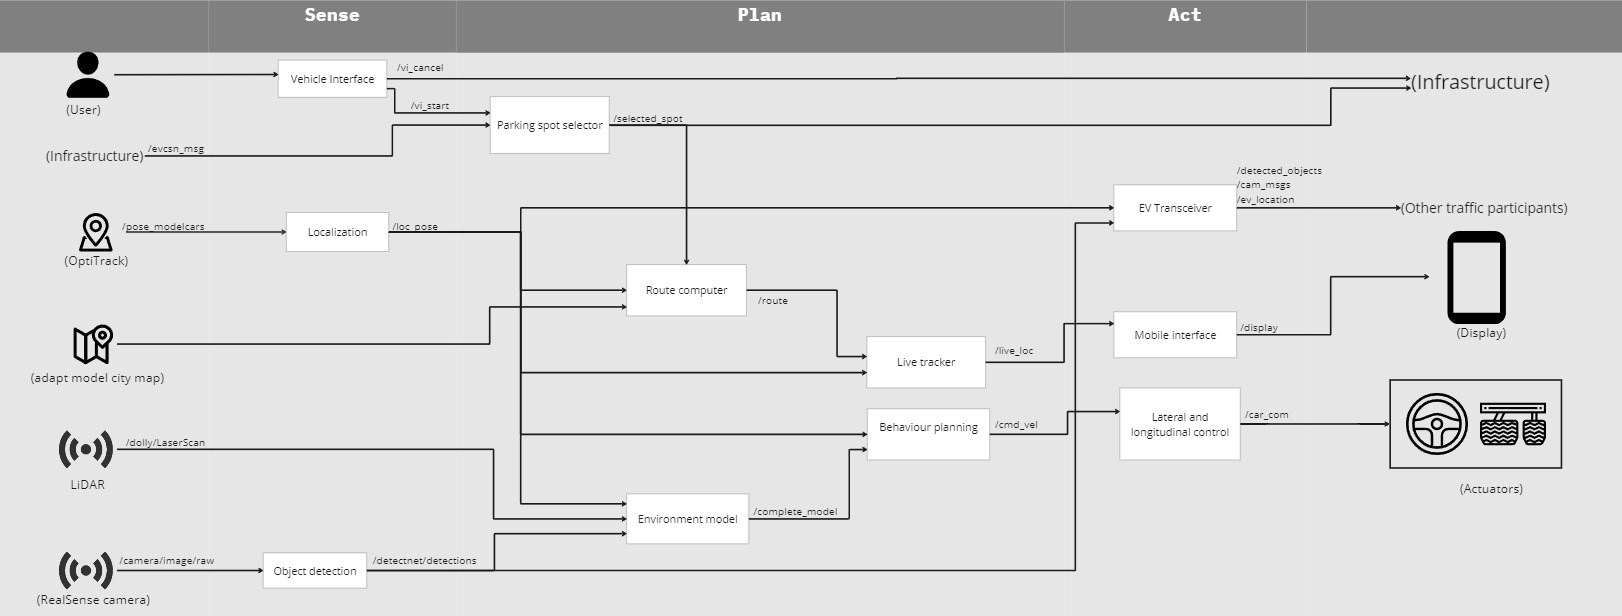 Sense
Plan
Act
(User)
Vehicle Interface
/vi_cancel
/vi_start
(Infrastructure)
(Infrastructure)
/evcsn_msg
Parking spot selector
/selected_spot
(OptiTrack)
/pose_modelcars
Localization
/loc_pose
EV Transceiver
/detected_objects
/cam_msgs
/ev_location
(Other traffic participants)
(adapt model city map)
Route computer
/route
Live tracker
/live_loc
Mobile interface
/display
(Display)
LiDAR
/dolly/LaserScan
Behaviour planning
/cmd_vel
Lateral and
longitudinal control
/car_com
(Actuators)
Environment model
/complete_model
(RealSense camera)
/camera/image/raw
Object detection
/detectnet/detections